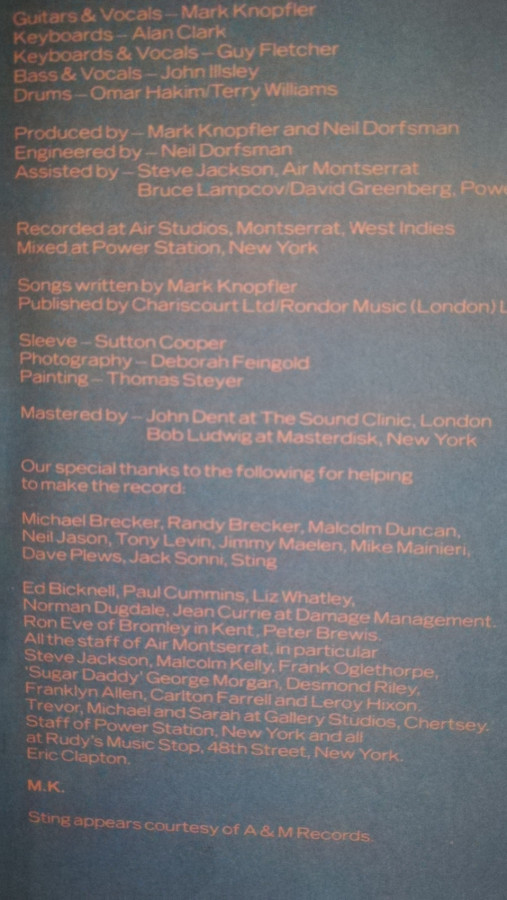 Guitars & Vocals – Mark Knopfler
Keyboards – Alan Clark
Keyboards & Vocals – Guy Fletcher
Bass & Vocals – John Illsley
Drums – Omar Hakim/Terry Williams
Produced by – Mark Knopfler and Neil Dorfsman
Engineered by – Neil Dorfsman
Assisted by – Steve Jackson, Air Montserrat
Bruce Lampcov/David Greenberg, Powe
Recorded at Air Studios, Montserrat, West Indies
Mixed at Power Station, New York
Songs written by Mark Knopfler
Published by Chariscourt Ltd/Rondor Music (London) L
Sleeve – Sutton Cooper
Photography – Deborah Feingold
Painting – Thomas Steyer
Mastered by – John Dent at The Sound Clinic, London
Bob Ludwig at Masterdisk, New York
Our special thanks to the following for helping
to make the record:
Michael Brecker, Randy Brecker, Malcolm Duncan,
Neil Jason, Tony Levin, Jimmy Maelen, Mike Mainieri,
Dave Plews, Jack Sonni, Sting
Ed Bicknell, Paul Cummins, Liz Whatley,
Norman Dugdale, Jean Currie at Damage Management.
Ron Eve of Bromley in Kent, Peter Brewis.
All the staff of Air Montserrat, in particular
Steve Jackson, Malcolm Kelly, Frank Oglethorpe,
'Sugar Daddy' George Morgan, Desmond Riley,
Franklyn Allen, Carlton Farrell and Leroy Hixon.
Trevor, Michael and Sarah at Gallery Studios, Chertsey.
Staff of Power Station, New York and all
at Rudy's Music Stop, 48th Street, New York.
Eric Clapton.
M.K.
Sting appears courtesy of A & M Records.